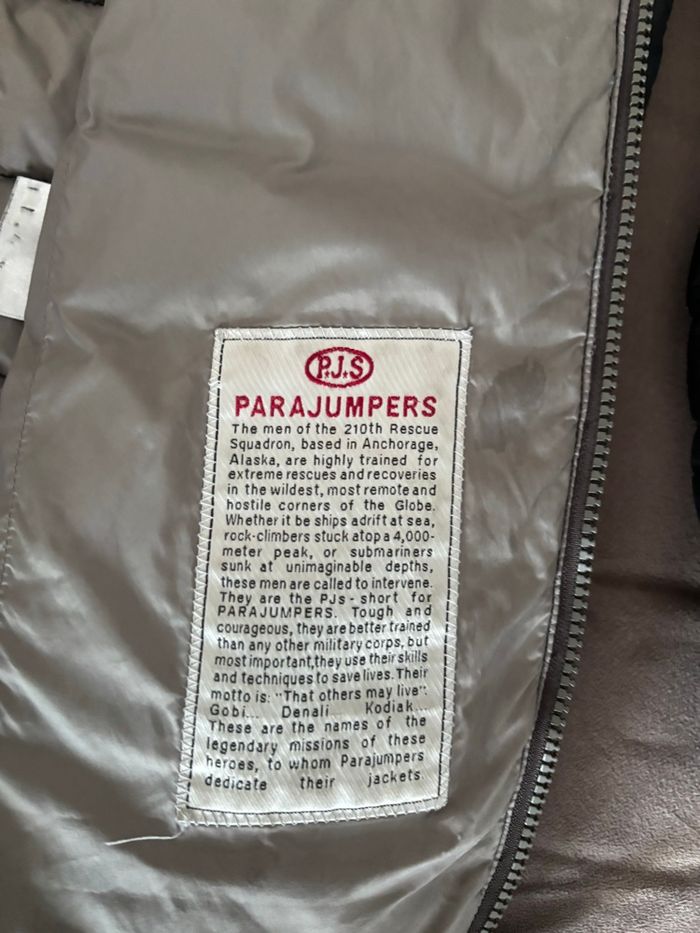 P.J.S
PARAJUMPERS
The men of the 210th Rescue
Squadron, based in Anchorage,
Alaska, are highly trained for
extreme rescues and recoveries
in the wildest, most remote and
hostile corners of the Globe.
Whether it be ships adrift at sea,
rock-climbers stuck atop a 4,000-
meter peak, or submariners
sunk at unimaginable depths,
these men are called to intervene.
They are the PJs - short for
PARAJUMPERS. Tough and
courageous, they are better trained
than any other military corps, but
most important,they use their skills
and techniques to save lives. Their
motto is: "That others may live".
Gobi... Denali... Kodiak...
These are the names of the
legendary missions of these
heroes, to whom Parajumpers
dedicate their jackets.